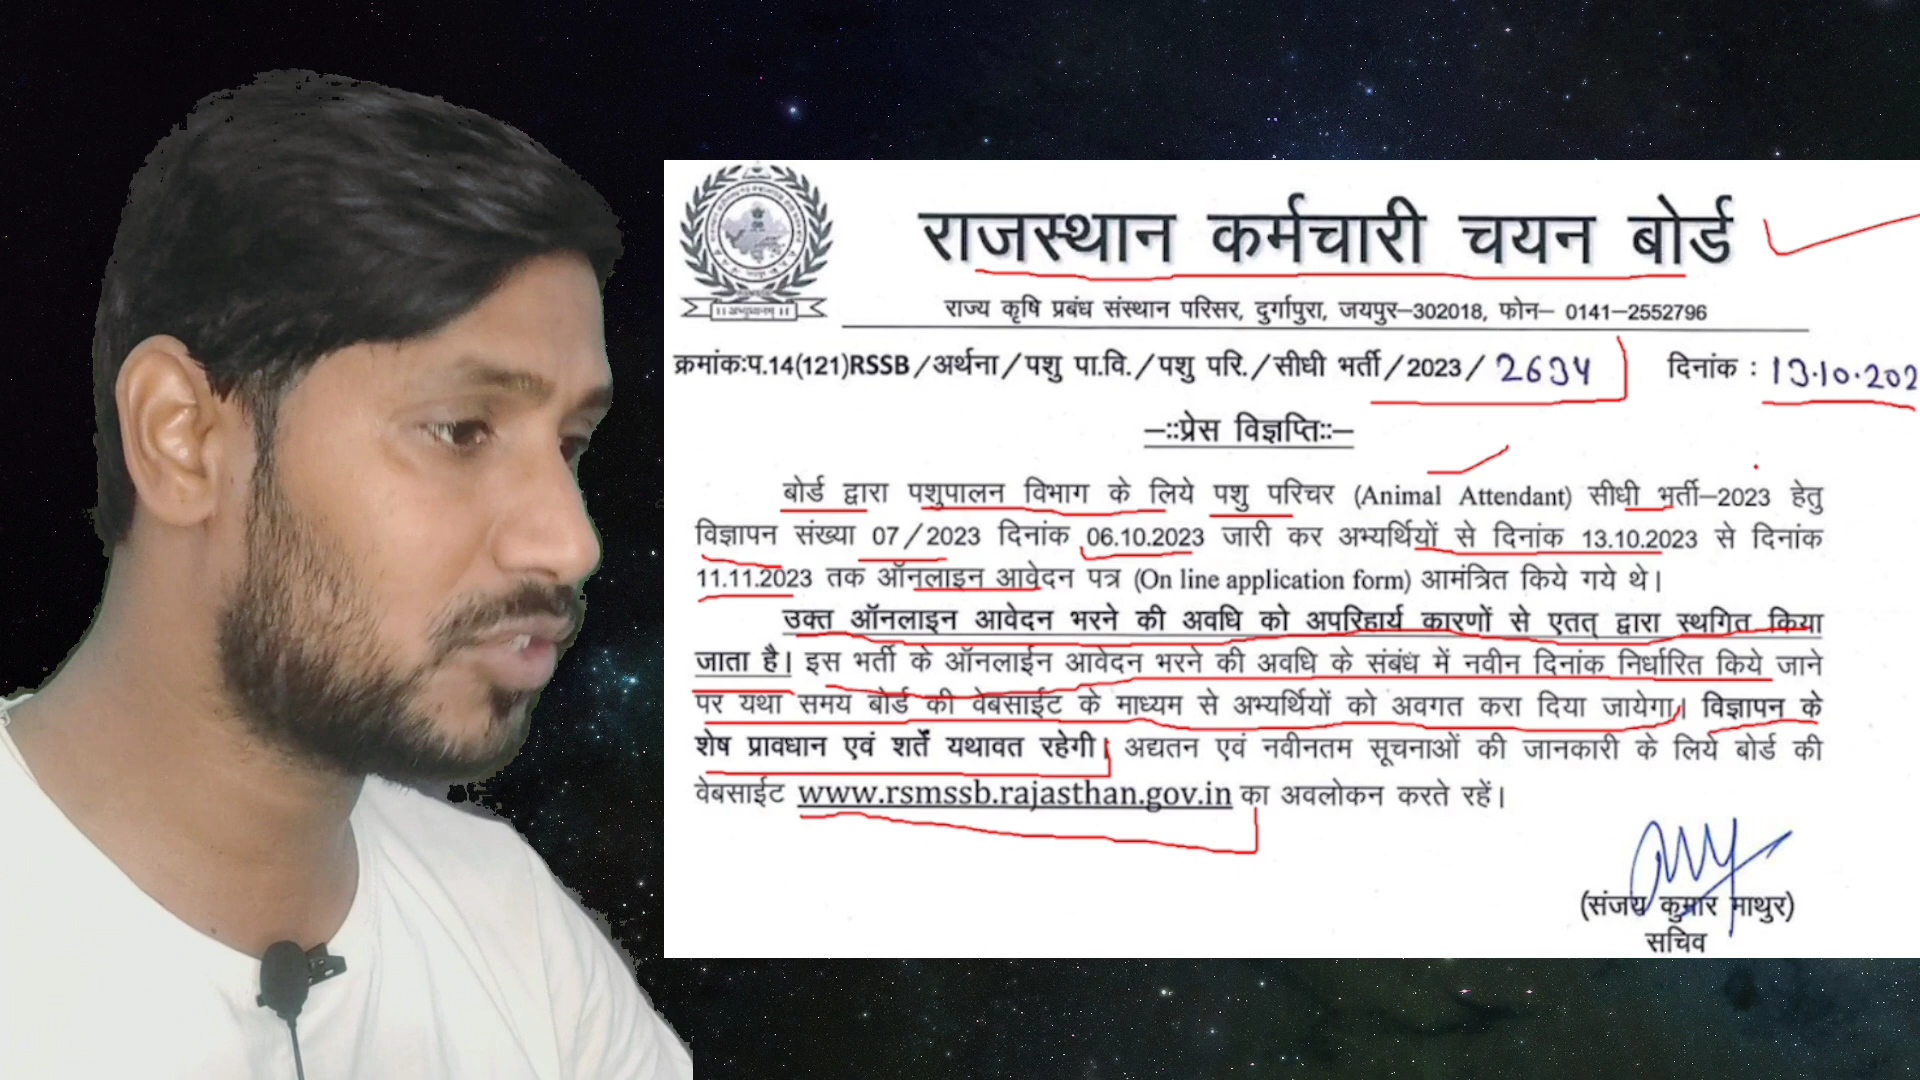 राजस्थान कर्मचारी चयन बोर्ड
राज्य कृषि प्रबंध संस्थान परिसर, दुर्गापुरा, जयपुर–302018, फोन– 0141–2552796
क्रमांकःप.14(121)RSSB/अर्थना/पशु पा.वि./पशु परि./सीधी भर्ती/2023/ 2634 दिनांक : 13.10.202
–::प्रेस विज्ञप्ति::–
बोर्ड द्वारा पशुपालन विभाग के लिये पशु परिचर (Animal Attendant) सीधी भर्ती–2023 हेतु
विज्ञापन संख्या 07/2023 दिनांक 06.10.2023 जारी कर अभ्यर्थियों से दिनांक 13.10.2023 से दिनांक
11.11.2023 तक ऑनलाइन आवेदन पत्र (On line application form) आमंत्रित किये गये थे।
उक्त ऑनलाइन आवेदन भरने की अवधि को अपरिहार्य कारणों से एतत् द्वारा स्थगित किया
जाता है। इस भर्ती के ऑनलाईन आवेदन भरने की अवधि के संबंध में नवीन दिनांक निर्धारित किये जाने
पर यथा समय बोर्ड की वेबसाईट के माध्यम से अभ्यर्थियों को अवगत करा दिया जायेगा। विज्ञापन के
शेष प्रावधान एवं शर्तें यथावत रहेगी। अद्यतन एवं नवीनतम सूचनाओं की जानकारी के लिये बोर्ड की
वेबसाईट www.rsmssb.rajasthan.gov.in का अवलोकन करते रहें।
(संजय कुमार माथुर)
सचिव